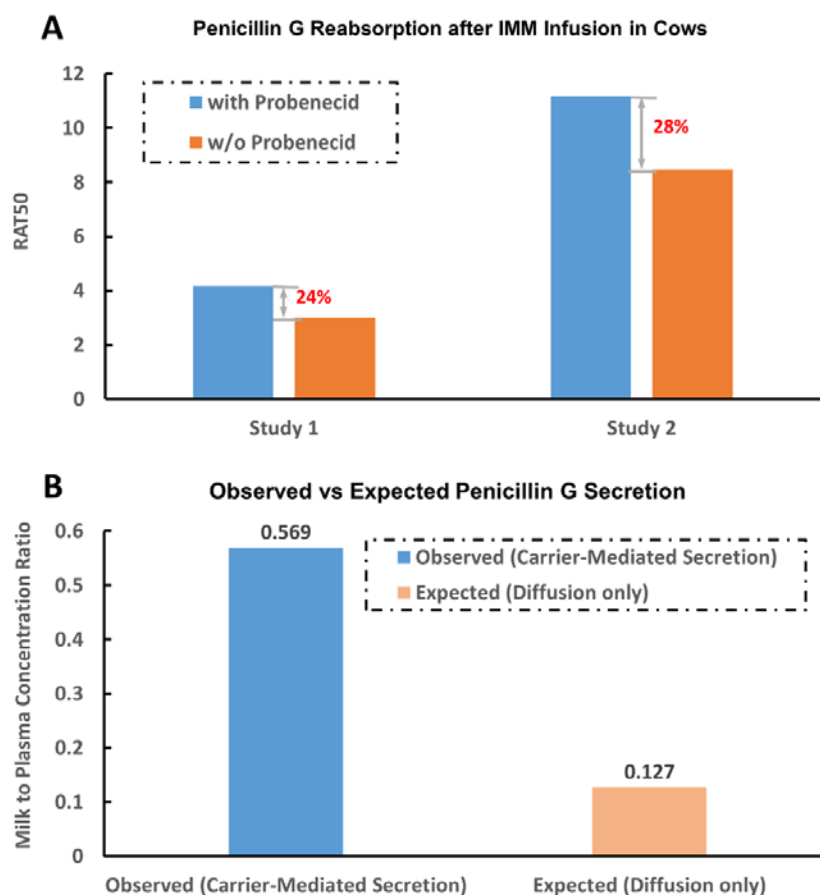 A
Penicillin G Reabsorption after IMM Infusion in Cows
12
with Probenecid
w/o Probenecid
10
8
6
4
2
0
RAT50
28%
24%
Study 1
Study 2
B
Observed vs Expected Penicillin G Secretion
0.6
0.5
0.4
0.3
0.2
0.1
0
Milk to Plasma Concentration Ratio
0.569
Observed (Carrier-Mediated Secretion)
Expected (Diffusion only)
0.127
Observed (Carrier-Mediated Secretion)
Expected (Diffusion only)